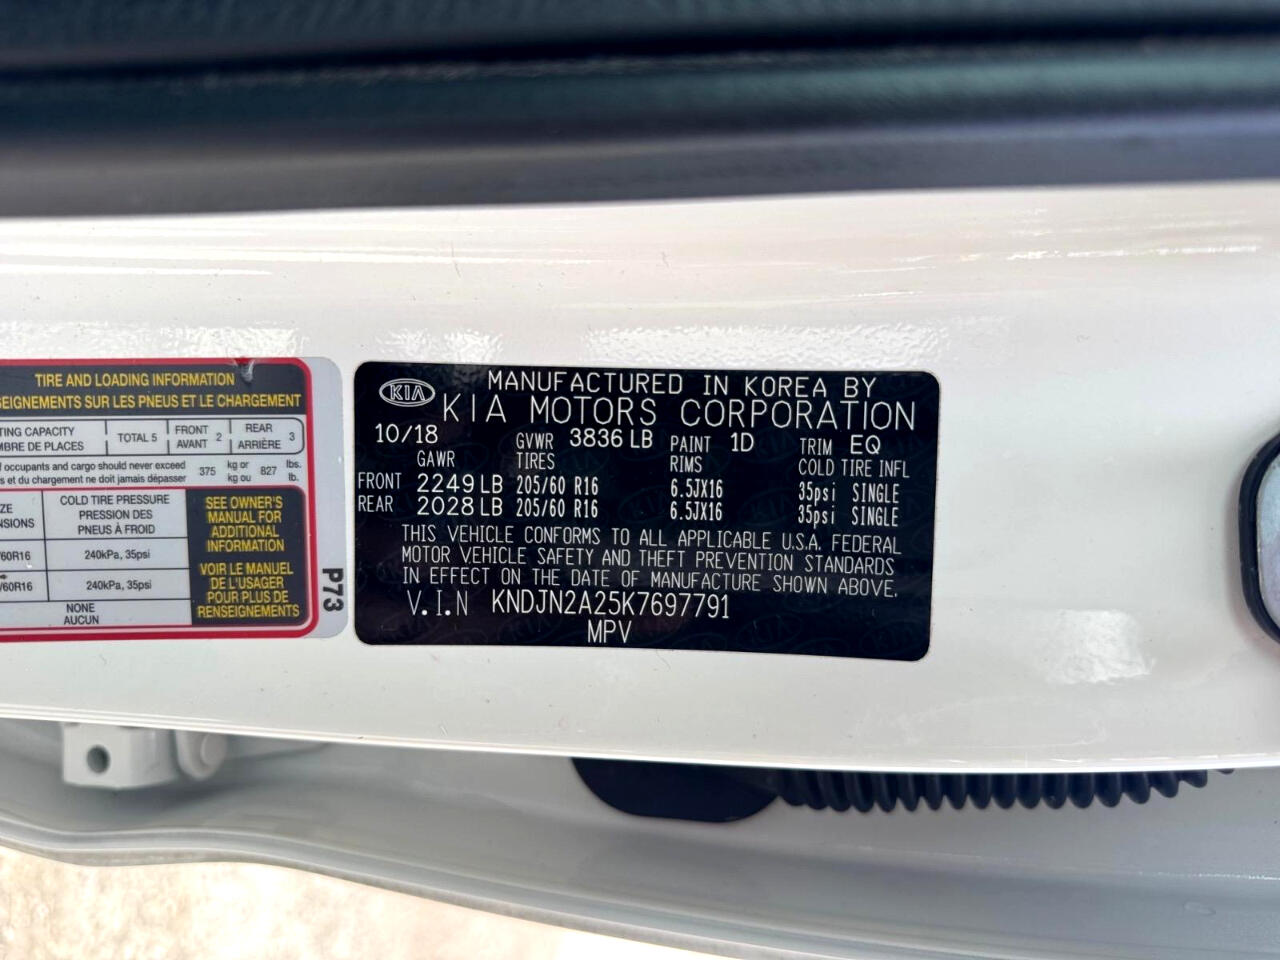 TIRE AND LOADING INFORMATION
SEIGNEMENTS SUR LES PNEUS ET LE CHARGEMENT
TING CAPACITY TOTAL 5 FRONT 2 REAR 3
MBRE DE PLACES AVANT ARRIÈRE
of occupants and cargo should never exceed 375 kg or 827 lbs.
s et du chargement ne doit jamais dépasser kg ou lb.
ZE COLD TIRE PRESSURE
NSIONS PRESSION DES
PNEUS À FROID
/60R16 240kPa, 35psi
/60R16 240kPa, 35psi
NONE
AUCUN
SEE OWNER'S
MANUAL FOR
ADDITIONAL
INFORMATION
VOIR LE MANUEL
DE L'USAGER
POUR PLUS DE
RENSEIGNEMENTS
P73
KIA MANUFACTURED IN KOREA BY
KIA MOTORS CORPORATION
10/18 GVWR 3836 LB PAINT 1D TRIM EQ
GAWR TIRES RIMS COLD TIRE INFL
FRONT 2249 LB 205/60 R16 6.5JX16 35psi SINGLE
REAR 2028 LB 205/60 R16 6.5JX16 35psi SINGLE
THIS VEHICLE CONFORMS TO ALL APPLICABLE U.S.A. FEDERAL
MOTOR VEHICLE SAFETY AND THEFT PREVENTION STANDARDS
IN EFFECT ON THE DATE OF MANUFACTURE SHOWN ABOVE.
V.I.N KNDJN2A25K7697791
MPV